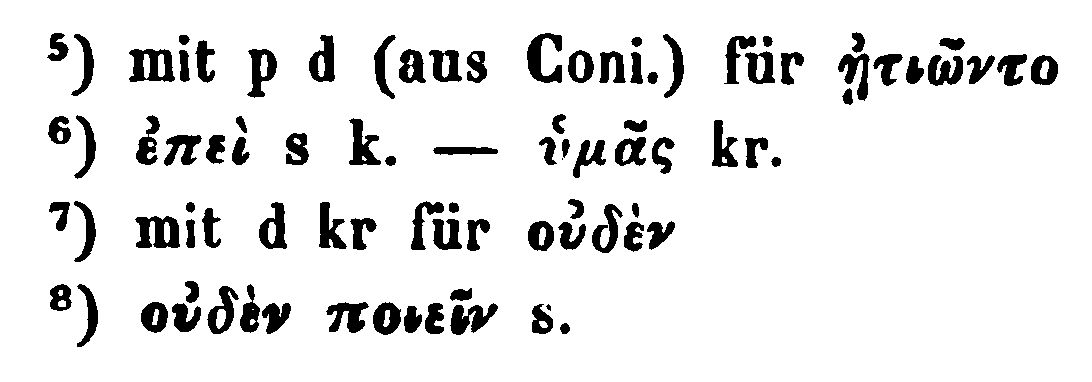 ⁵) mit p d (aus Coni.) für ᾐτιῶντο
⁶) ἐπεὶ s k. — ὑμᾶς kr.
⁷) mit d kr für οὐδὲν
⁸) οὐδὲν ποιεῖν s.